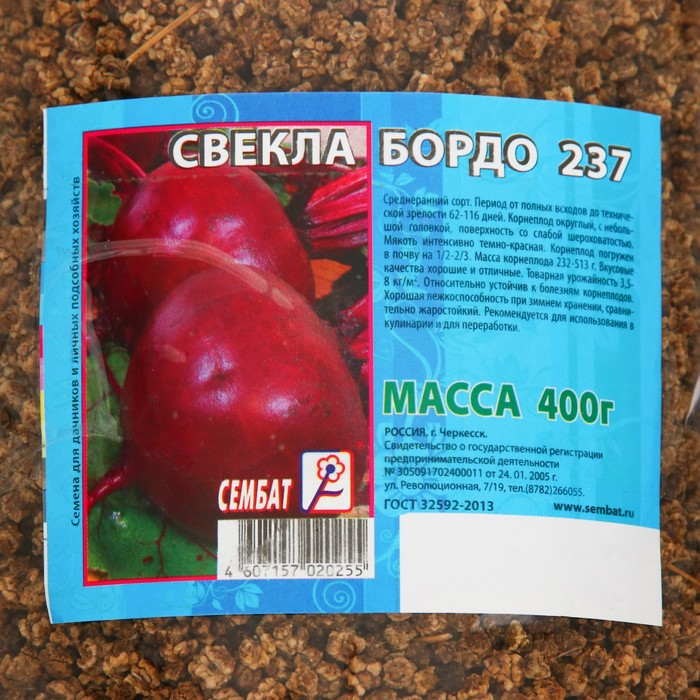 СВЕКЛА БОРДО 237
Семена для дачников и личных подсобных хозяйств
Среднеранний сорт. Период от полных всходов до техниче-
ской зрелости 62-116 дней. Корнеплод округлый, с неболь-
шой головкой, поверхность со слабой шероховатостью.
Мякоть интенсивно темно-красная. Корнеплод погружен
в почву на 1/2-2/3. Масса корнеплода 232-513 г. Вкусовые
качества хорошие и отличные. Товарная урожайность 3,5-
8 кг/м². Относительно устойчив к болезням корнеплодов.
Хорошая лежкоспособность при зимнем хранении, сравни-
тельно жаростойкий. Рекомендуется для использования в
кулинарии и для переработки.
МАССА 400г
РОССИЯ, г. Черкесск.
Свидетельство о государственной регистрации
предпринимательской деятельности
№ 305091702400011 от 24. 01. 2005 г.
ул. Революционная, 7/19, тел.(8782)266055.
ГОСТ 32592-2013 www.sembat.ru
СЕМБАТ
4 607157 020255